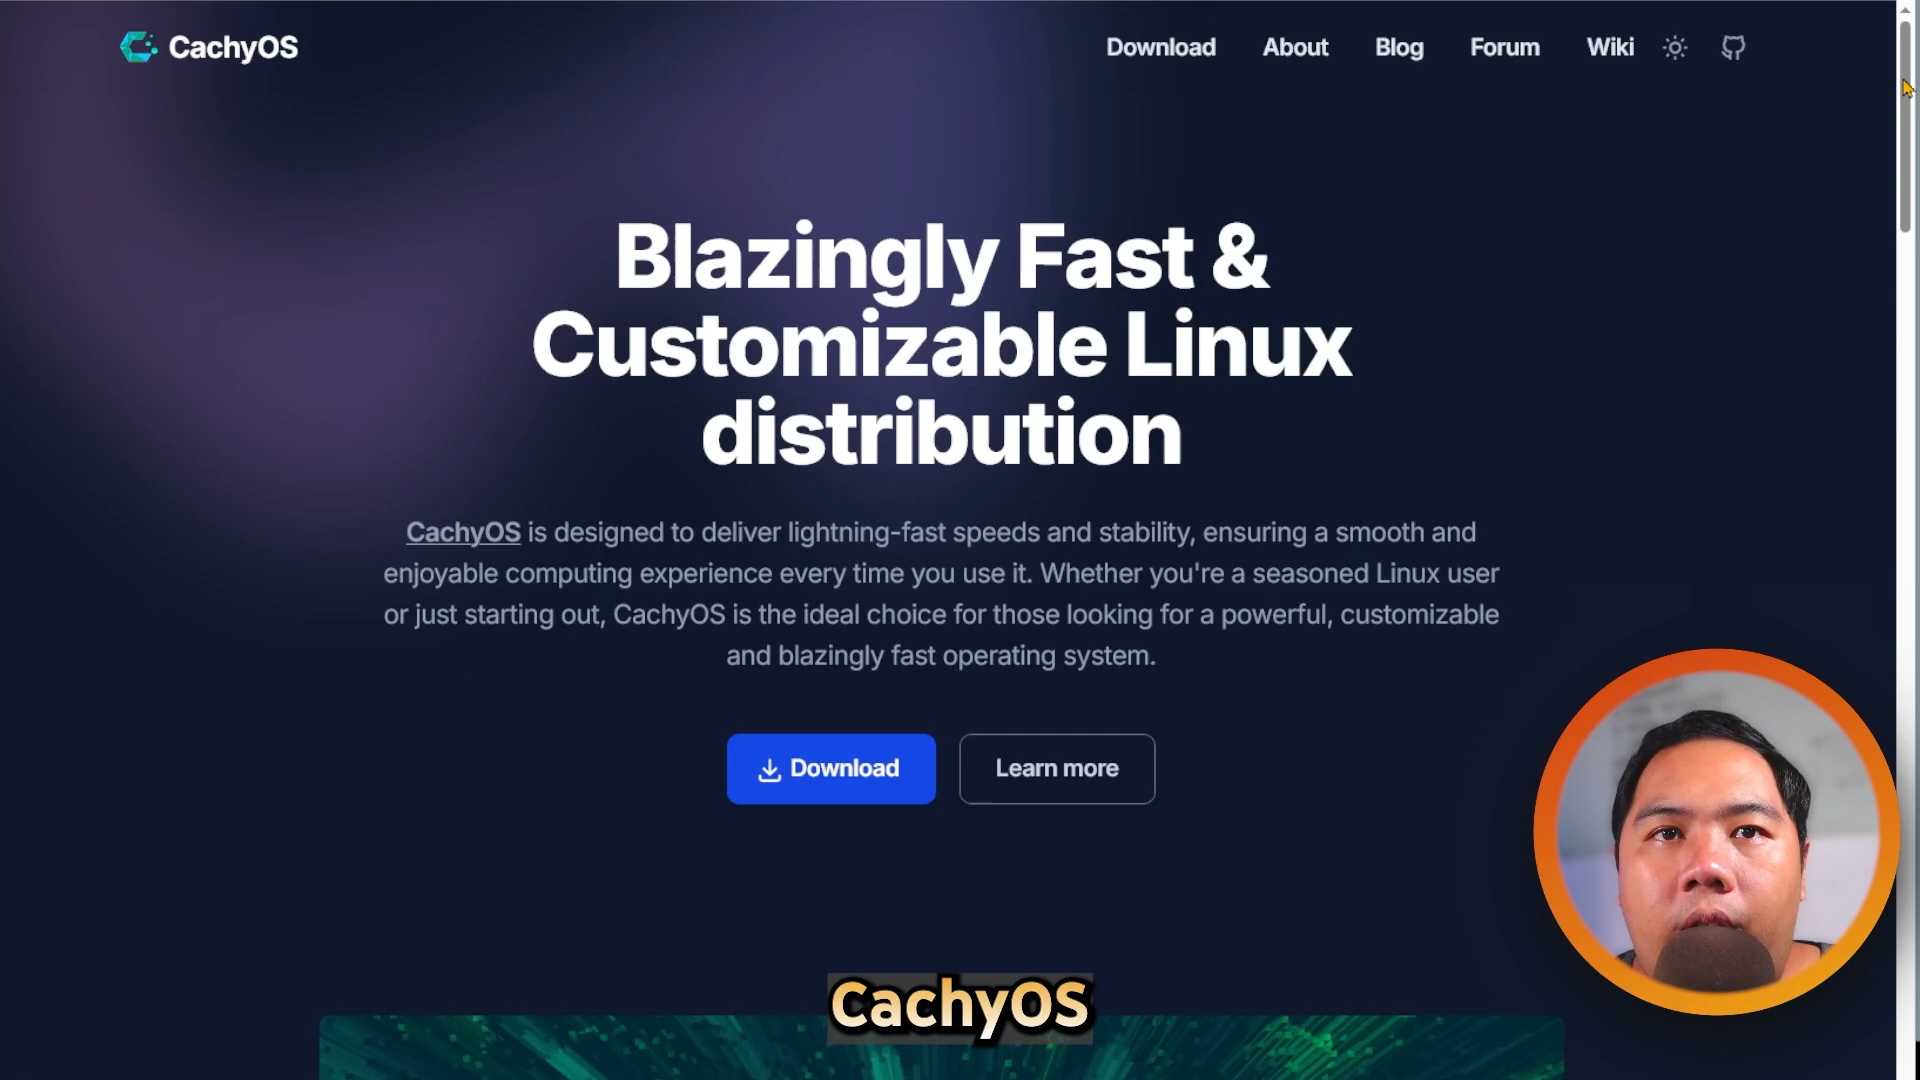 CachyOS
Download About Blog Forum Wiki
Blazingly Fast &
Customizable Linux
distribution
CachyOS is designed to deliver lightning-fast speeds and stability, ensuring a smooth and
enjoyable computing experience every time you use it. Whether you're a seasoned Linux user
or just starting out, CachyOS is the ideal choice for those looking for a powerful, customizable
and blazingly fast operating system.
Download Learn more
CachyOS